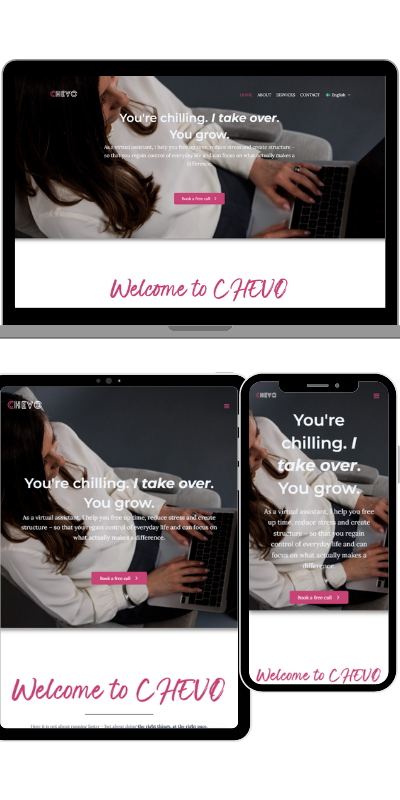 CHEVO
HOME ABOUT SERVICES CONTACT English
You're chilling. I take over.
You grow.
As a virtual assistant, I help you free up time, reduce stress and create structure –
so that you regain control of everyday life and can focus on what actually makes a
difference.
Book a free call
Welcome to CHEVO
CHEVO
You're chilling. I take over.
You grow.
As a virtual assistant, I help you free up time, reduce stress and create
structure – so that you regain control of everyday life and can focus on
what actually makes a difference.
Book a free call
Welcome to CHEVO
Here it is not about running faster – but about doing the right things, at the right pace.
CHEVO
You're
chilling. I
take over.
You grow.
As a virtual assistant, I help you free
up time, reduce stress and create
structure – so that you regain
control of everyday life and can
focus on what actually makes a
difference.
Book a free call
Welcome to CHEVO